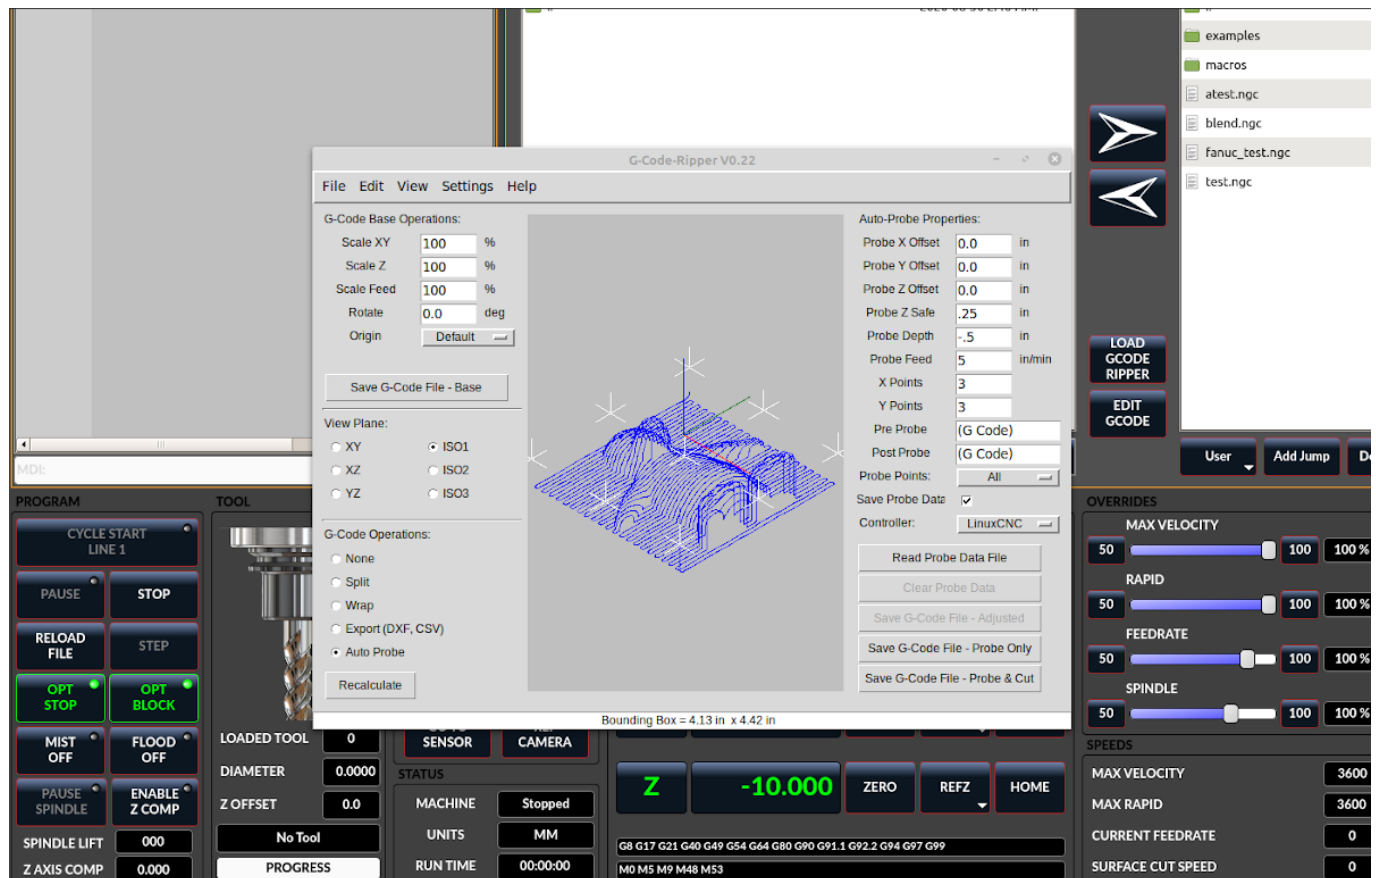 examples
macros
atest.ngc
blend.ngc
fanuc_test.ngc
test.ngc
G-Code-Ripper V0.22
File Edit View Settings Help
G-Code Base Operations:
Scale XY 100 %
Scale Z 100 %
Scale Feed 100 %
Rotate 0.0 deg
Origin Default
Save G-Code File - Base
View Plane:
XY ISO1
XZ ISO2
YZ ISO3
G-Code Operations:
None
Split
Wrap
Export (DXF, CSV)
Auto Probe
Recalculate
Auto-Probe Properties:
Probe X Offset 0.0 in
Probe Y Offset 0.0 in
Probe Z Offset 0.0 in
Probe Z Safe .25 in
Probe Depth -.5 in
Probe Feed 5 in/min
X Points 3
Y Points 3
Pre Probe (G Code)
Post Probe (G Code)
Probe Points: All
Save Probe Data
Controller: LinuxCNC
Read Probe Data File
Clear Probe Data
Save G-Code File - Adjusted
Save G-Code File - Probe Only
Save G-Code File - Probe & Cut
Bounding Box = 4.13 in x 4.42 in
LOAD
GCODE
RIPPER
EDIT
GCODE
User Add Jump
MDI:
PROGRAM
CYCLE START
LINE 1
PAUSE STOP
RELOAD
FILE
STEP
OPT
STOP
OPT
BLOCK
MIST
OFF
FLOOD
OFF
PAUSE
SPINDLE
ENABLE
Z COMP
SPINDLE LIFT 000
Z AXIS COMP 0.000
TOOL
LOADED TOOL 0
DIAMETER 0.0000
Z OFFSET 0.0
No Tool
PROGRESS
SENSOR
CAMERA
STATUS
MACHINE Stopped
UNITS MM
RUN TIME 00:00:00
Z -10.000 ZERO REFZ HOME
G8 G17 G21 G40 G49 G54 G64 G80 G90 G91.1 G92.2 G94 G97 G99
M0 M5 M9 M48 M53
OVERRIDES
MAX VELOCITY
50 100 100 %
RAPID
50 100 100 %
FEEDRATE
50 100 100 %
SPINDLE
50 100 100 %
SPEEDS
MAX VELOCITY 3600
MAX RAPID 3600
CURRENT FEEDRATE 0
SURFACE CUT SPEED 0